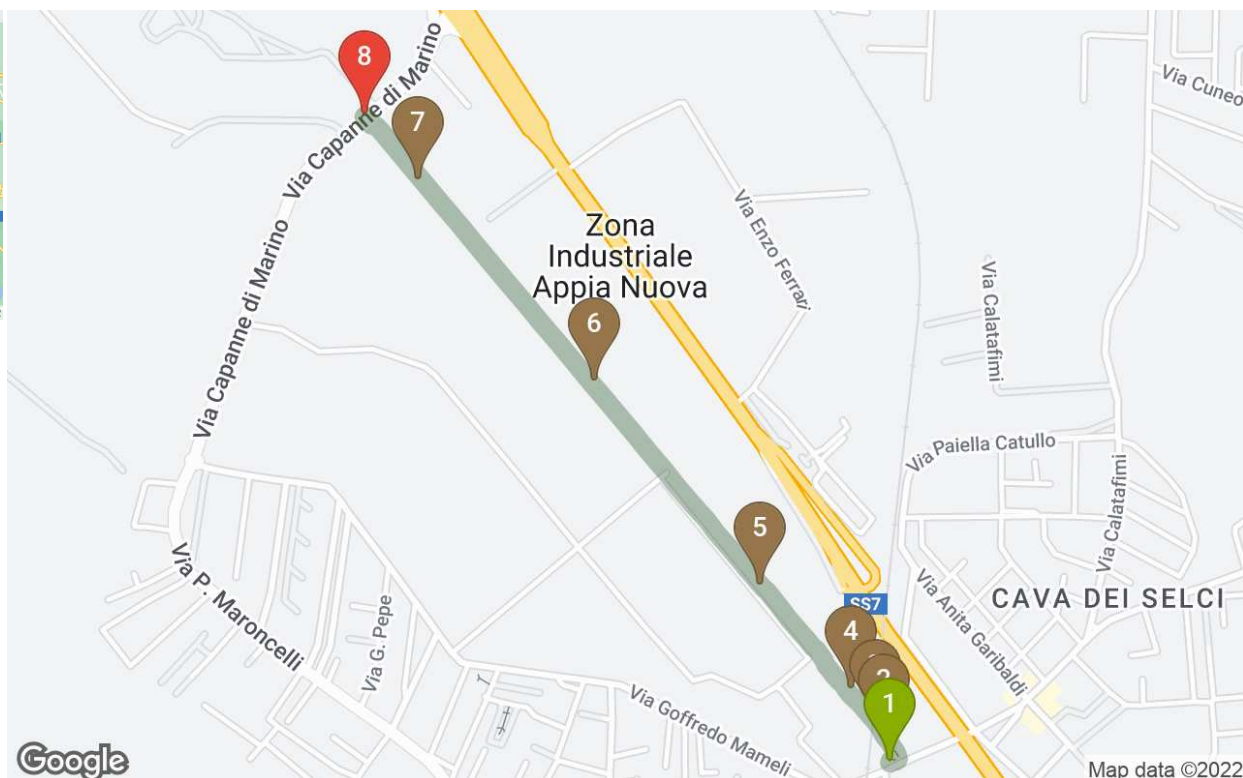 8
Via Capanne di Marino
7
Via Cuneo
Zona
Industriale
Appia Nuova
Via Enzo Ferrari
Via Capanne di Marino
Via Calatafimi
6
Via Paiella Catullo
Via Calatafimi
5
Via P. Maroncelli
Via G. Pepe
SS7
Via Anita Garibaldi
CAVA DEI SELCI
4
2
1
Via Goffredo Mameli
Google
Map data ©2022